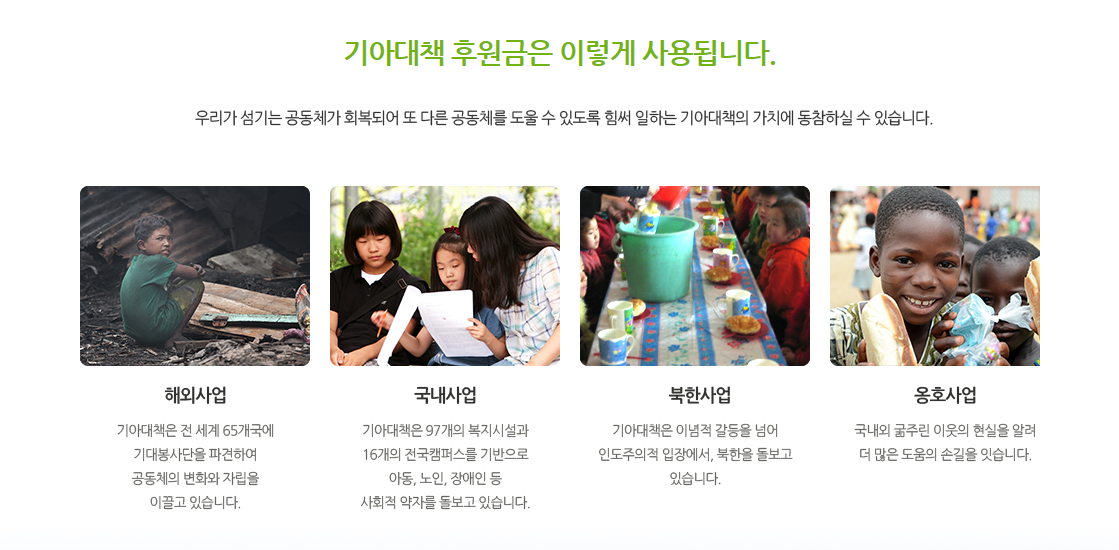 기아대책 후원금은 이렇게 사용됩니다.
우리가 섬기는 공동체가 회복되어 또 다른 공동체를 도울 수 있도록 힘써 일하는 기아대책의 가치에 동참하실 수 있습니다.
해외사업
기아대책은 전 세계 65개국에
기대봉사단을 파견하여
공동체의 변화와 자립을
이끌고 있습니다.
국내사업
기아대책은 97개의 복지시설과
16개의 전국캠퍼스를 기반으로
아동, 노인, 장애인 등
사회적 약자를 돌보고 있습니다.
북한사업
기아대책은 이념적 갈등을 넘어
인도주의적 입장에서, 북한을 돌보고
있습니다.
옹호사업
국내외 굶주린 이웃의 현실을 알려
더 많은 도움의 손길을 잇습니다.